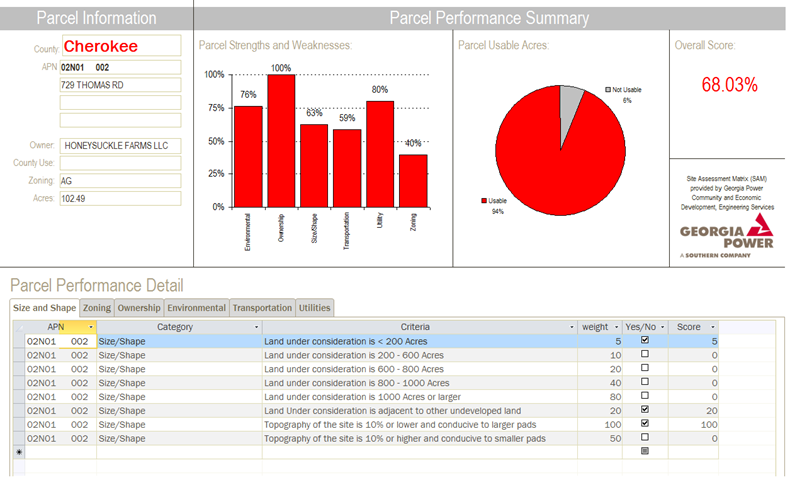 Parcel Information
Parcel Performance Summary
County: Cherokee
APN: 02N01 002
729 THOMAS RD
Owner: HONEYSUCKLE FARMS LLC
County Use:
Zoning: AG
Acres: 102.49
Parcel Strengths and Weaknesses:
100%
75%
50%
25%
0%
76%
100%
63%
59%
80%
40%
Environmental
Ownership
Size/Shape
Transportation
Utility
Zoning
Parcel Usable Acres:
Not Usable
6%
Usable
94%
Overall Score:
68.03%
Site Assessment Matrix (SAM)
provided by Georgia Power
Community and Economic
Development, Engineering Services
GEORGIA
POWER
A SOUTHERN COMPANY
Parcel Performance Detail
Size and Shape Zoning Ownership Environmental Transportation Utilities
APN Category Criteria weight Yes/No Score
02N01 002 Size/Shape Land under consideration is < 200 Acres 5 5
02N01 002 Size/Shape Land under consideration is 200 - 600 Acres 10 0
02N01 002 Size/Shape Land under consideration is 600 - 800 Acres 20 0
02N01 002 Size/Shape Land under consideration is 800 - 1000 Acres 40 0
02N01 002 Size/Shape Land under consideration is 1000 Acres or larger 80 0
02N01 002 Size/Shape Land Under consideration is adjacent to other undeveloped land 20 20
02N01 002 Size/Shape Topography of the site is 10% or lower and conducive to larger pads 100 100
02N01 002 Size/Shape Topography of the site is 10% or higher and conducive to smaller pads 50 0